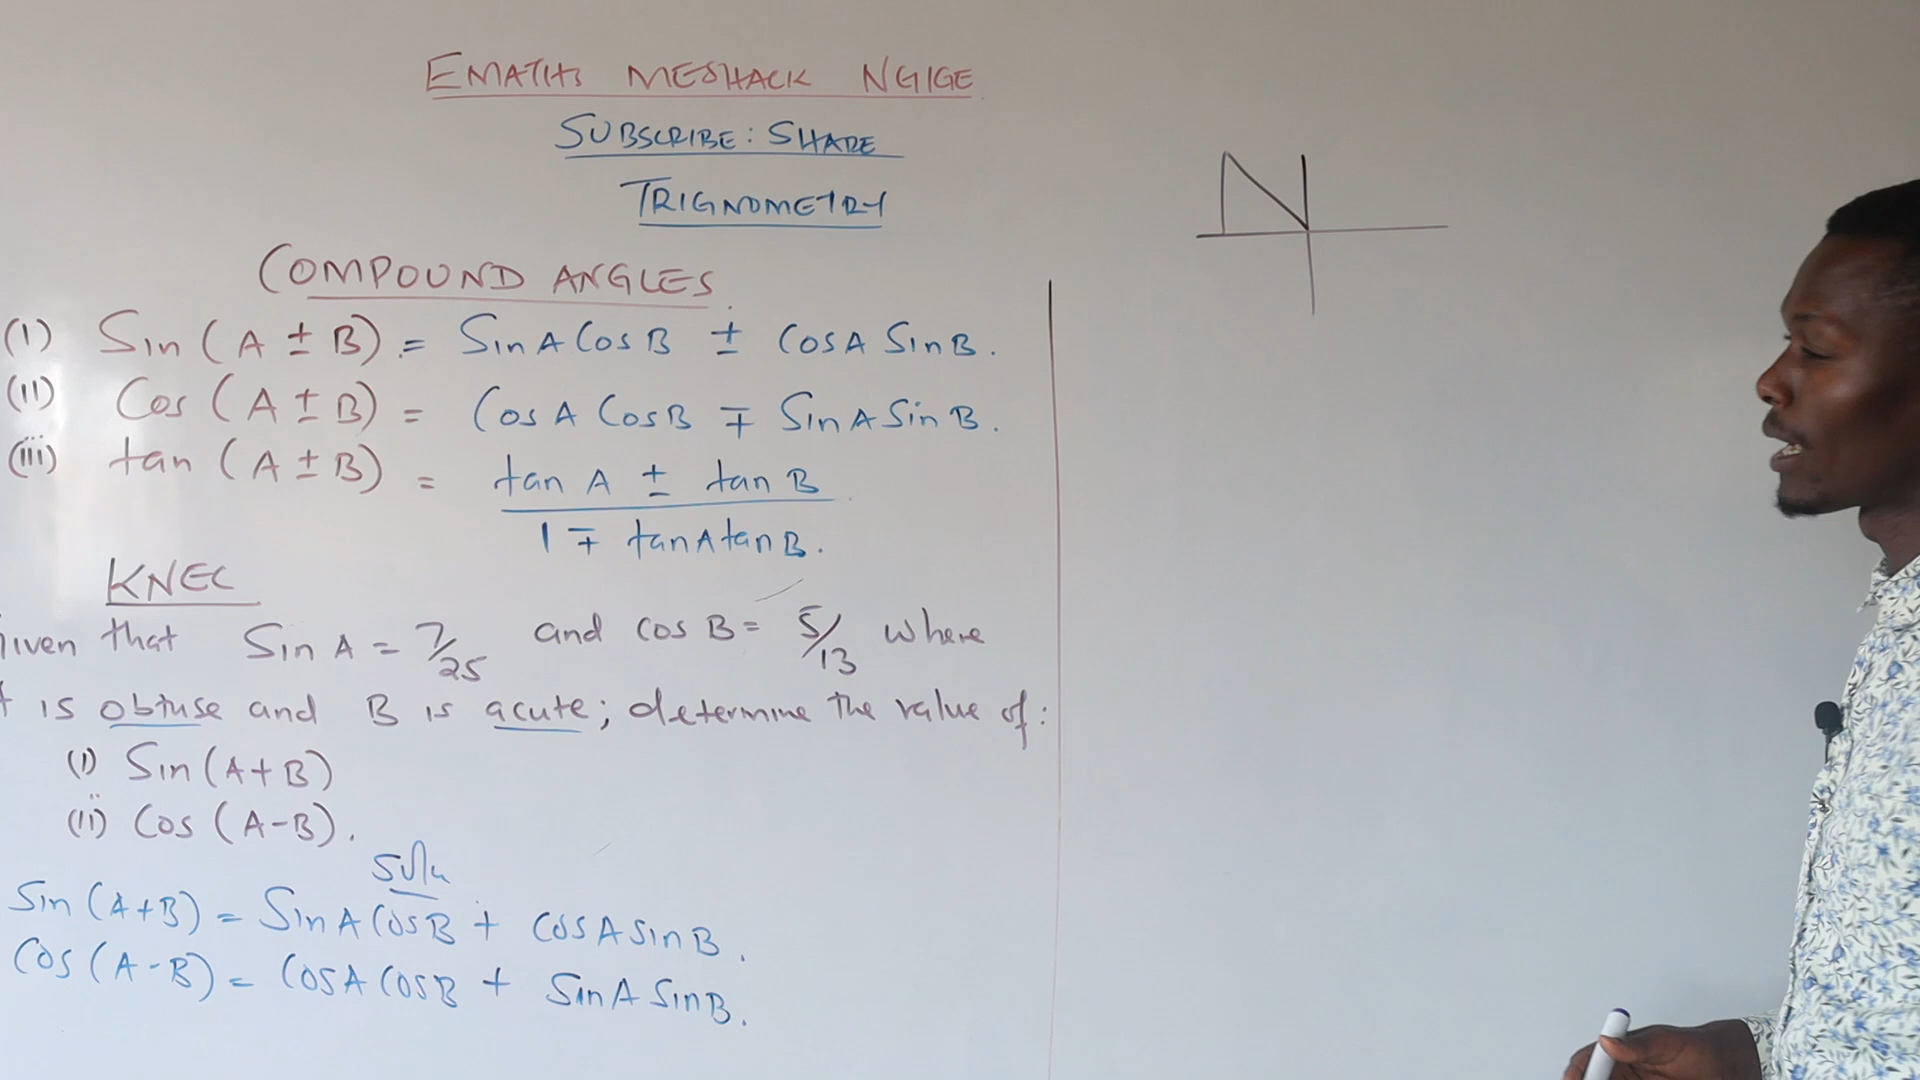 EMATHS MESHACK NGIGE
SUBSCRIBE: SHARE
TRIGNOMETRY
COMPOUND ANGLES
(i) Sin (A ± B) = Sin A Cos B ± Cos A Sin B.
(ii) Cos (A ± B) = Cos A Cos B ∓ Sin A Sin B.
(iii) tan (A ± B) = tan A ± tan B
1 ∓ tan A tan B.
KNEC
iven that Sin A = 7/25 and cos B = 5/13 where
is obtuse and B is acute; determine the value of:
(i) Sin (A+B)
(ii) Cos (A-B).
Soln
Sin (A+B) = Sin A Cos B + Cos A Sin B.
Cos (A-B) = Cos A Cos B + Sin A Sin B.